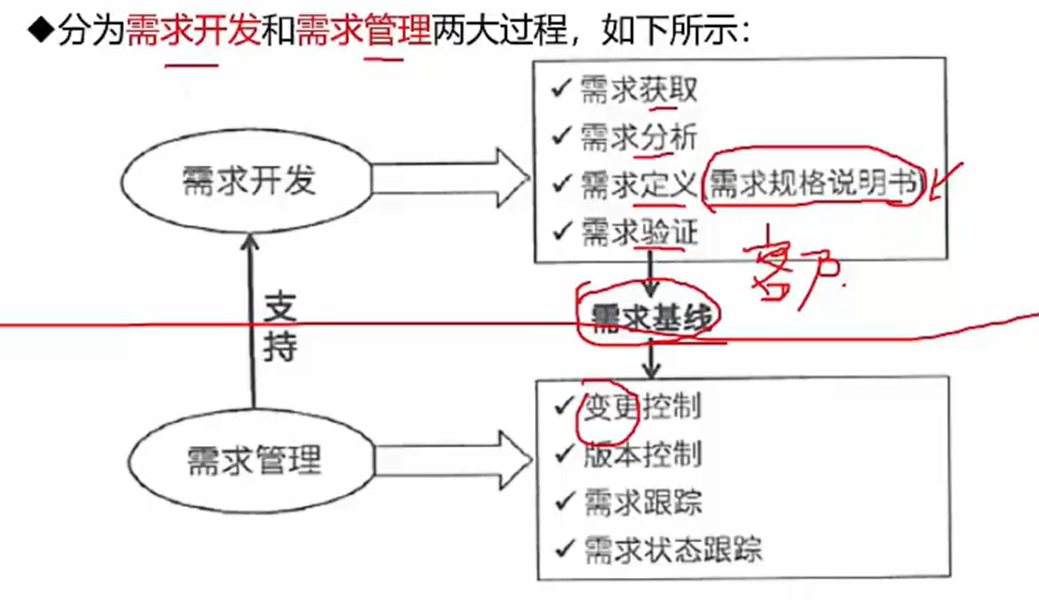 ◆分为需求开发和需求管理两大过程，如下所示：
✓需求获取
✓需求分析
需求开发
✓需求定义(需求规格说明书)
✓需求验证
客户
支持
需求基线
✓变更控制
需求管理
✓版本控制
✓需求跟踪
✓需求状态跟踪